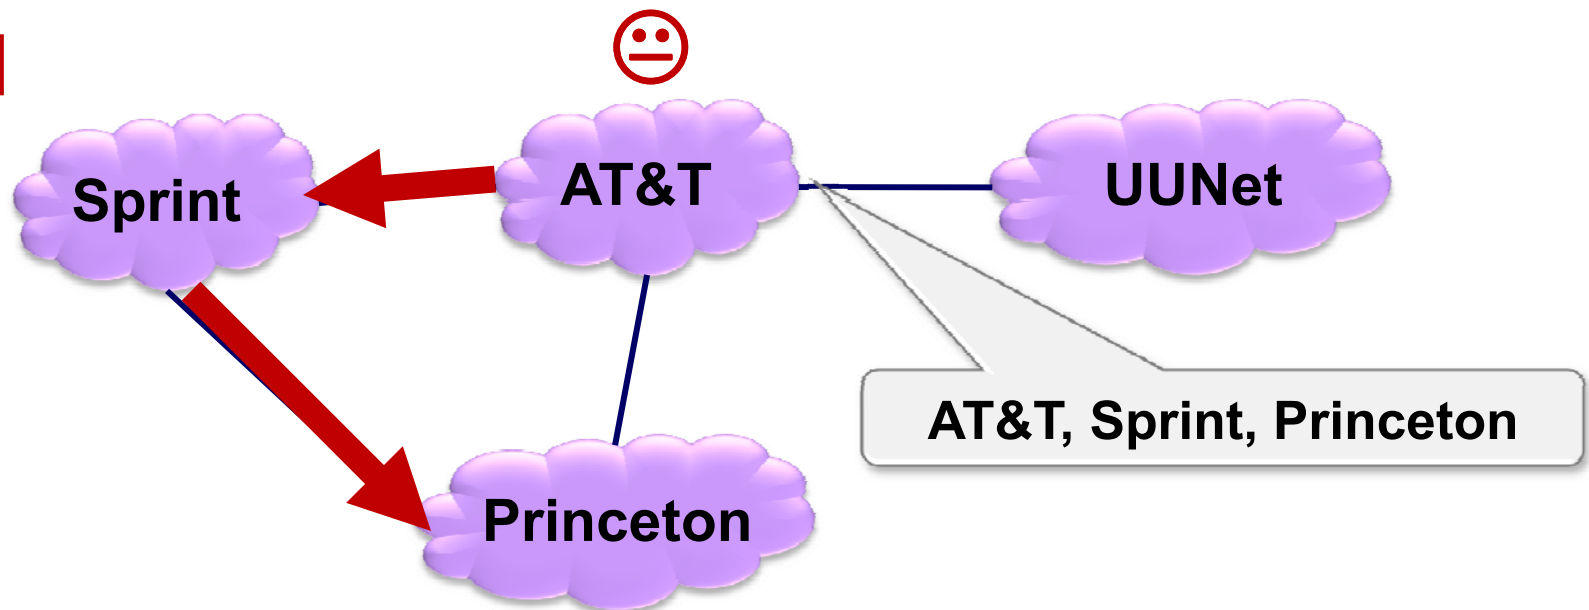 Sprint
AT&T
UUNet
AT&T, Sprint, Princeton
Princeton